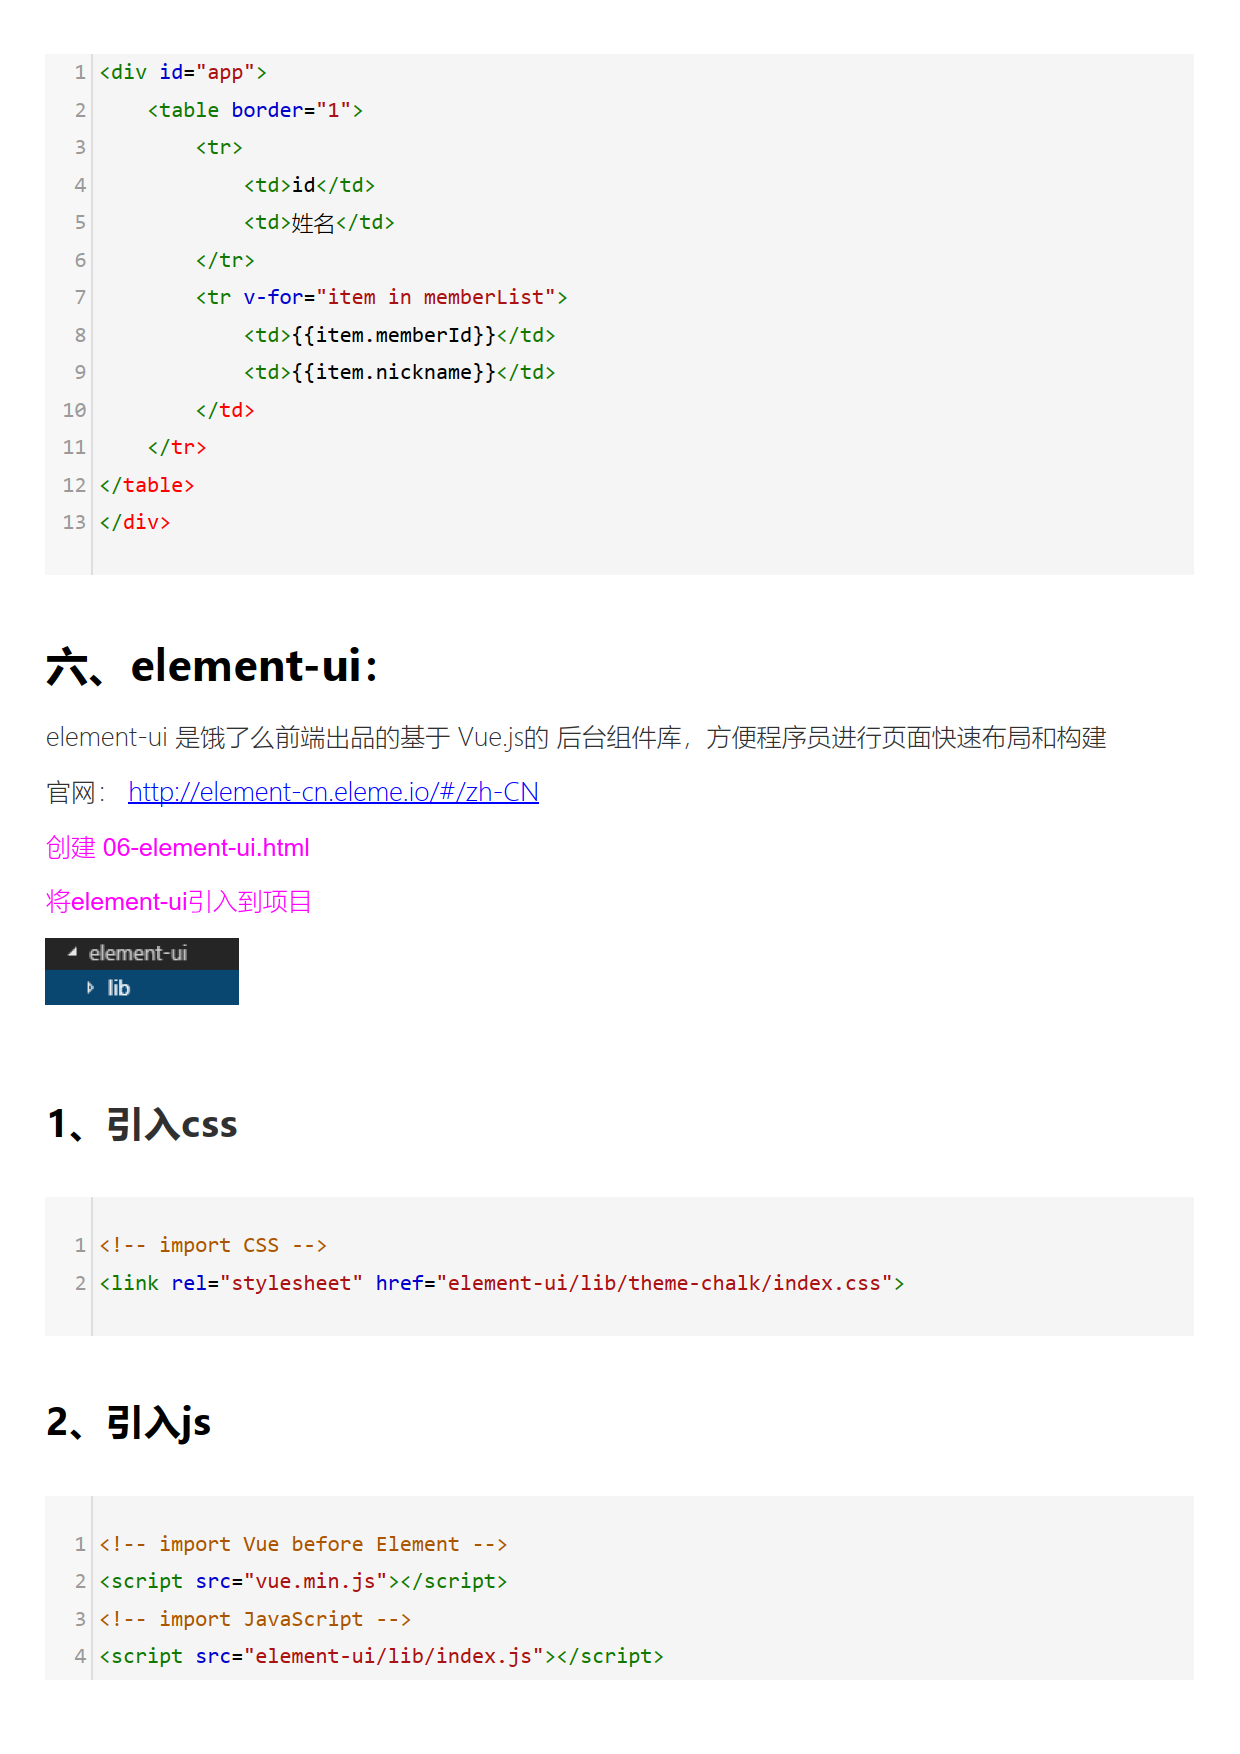 1 <div id="app">
2     <table border="1">
3         <tr>
4             <td>id</td>
5             <td>姓名</td>
6         </tr>
7         <tr v-for="item in memberList">
8             <td>{{item.memberId}}</td>
9             <td>{{item.nickname}}</td>
10         </td>
11     </tr>
12 </table>
13 </div>
六、element-ui：
element-ui 是饿了么前端出品的基于 Vue.js的 后台组件库，方便程序员进行页面快速布局和构建
官网： http://element-cn.eleme.io/#/zh-CN
创建 06-element-ui.html
将element-ui引入到项目
element-ui
lib
1、引入css
1 <!-- import CSS -->
2 <link rel="stylesheet" href="element-ui/lib/theme-chalk/index.css">
2、引入js
1 <!-- import Vue before Element -->
2 <script src="vue.min.js"></script>
3 <!-- import JavaScript -->
4 <script src="element-ui/lib/index.js"></script>